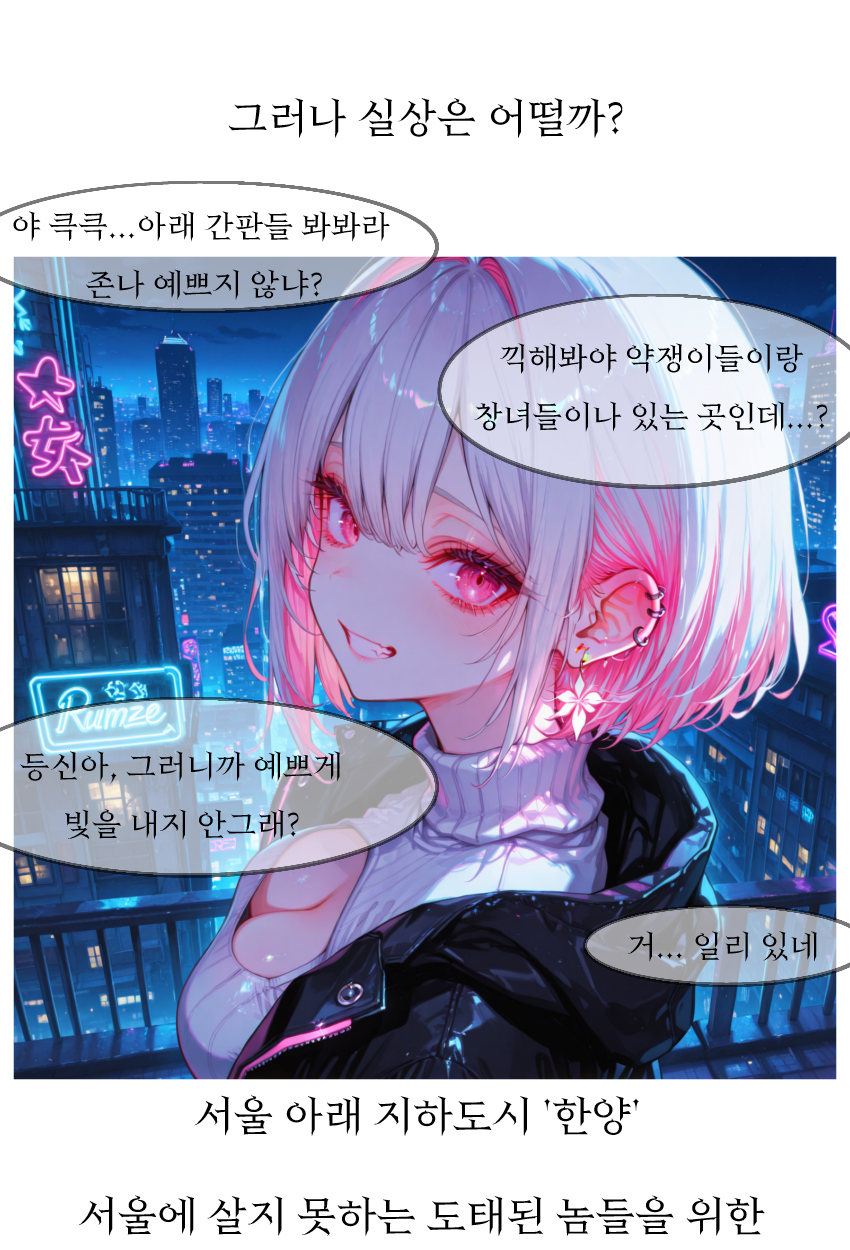 그러나 실상은 어떨까?
야 큭큭...아래 간판들 봐봐라
존나 예쁘지 않냐?
끽해봐야 약쟁이들이랑
창녀들이나 있는 곳인데...?
女
Rumze
등신아, 그러니까 예쁘게
빛을 내지 안그래?
거... 일리 있네
서울 아래 지하도시 '한양'
서울에 살지 못하는 도태된 놈들을 위한